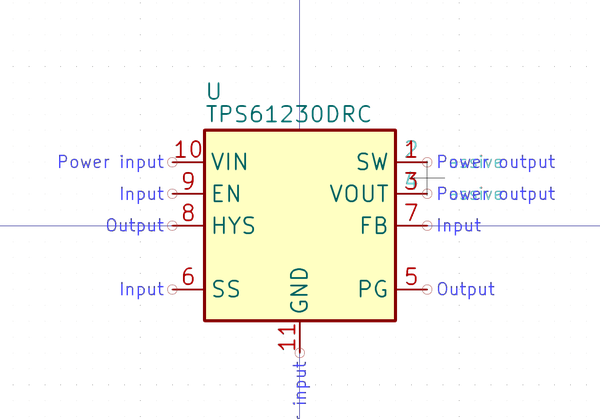 U
TPS61230DRC
Power input 10 VIN SW 1 Power output
Input 9 EN VOUT 3 Power output
Output 8 HYS FB 7 Input
Input 6 SS GND PG 5 Output
11
input